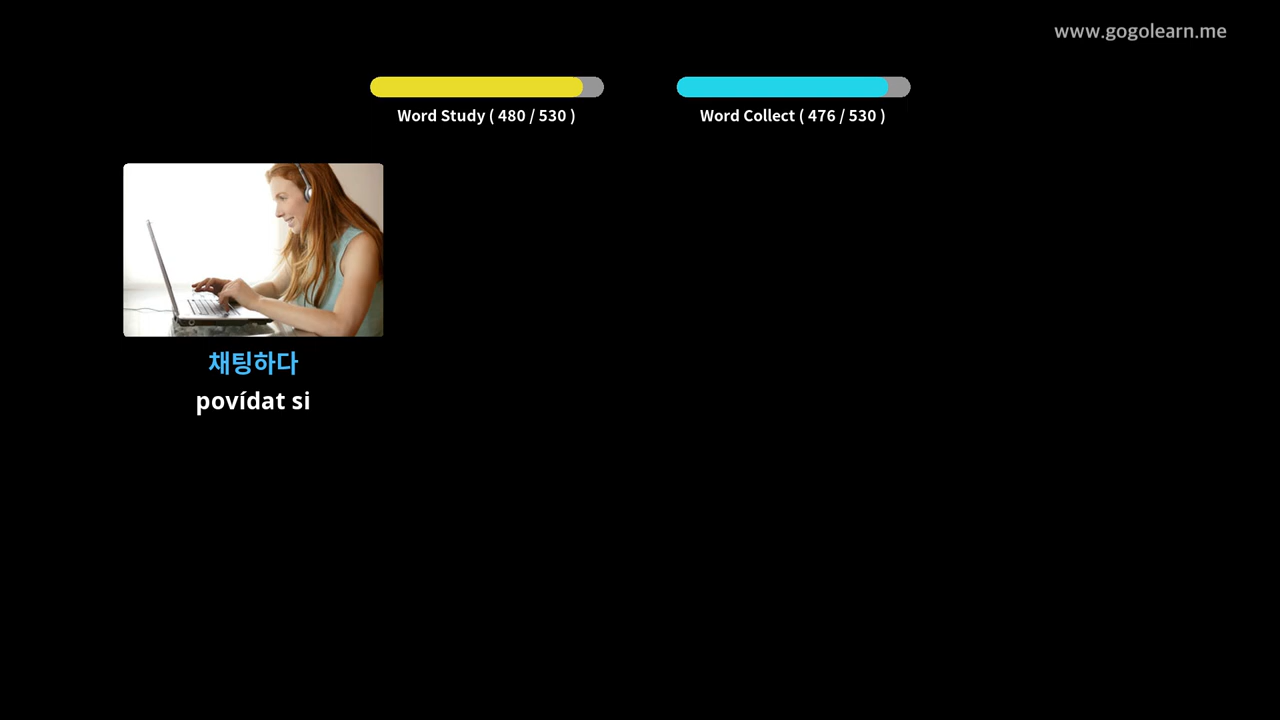 www.gogolearn.me
Word Study ( 480 / 530 )
Word Collect ( 476 / 530 )
채팅하다
povídat si